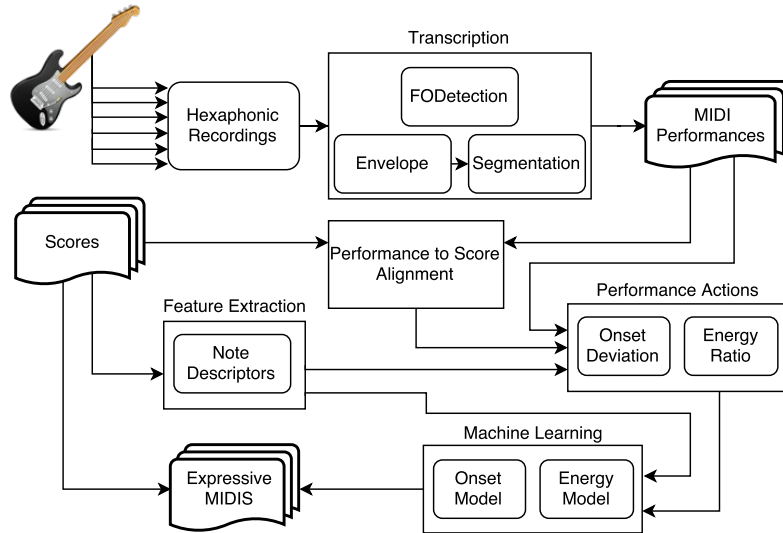 Transcription
FODetection
Hexaphonic
Recordings
MIDI
Performances
Envelope
Segmentation
Scores
Performance to Score
Alignment
Feature Extraction
Performance Actions
Note
Descriptors
Onset
Deviation
Energy
Ratio
Machine Learning
Expressive
MIDIS
Onset
Model
Energy
Model